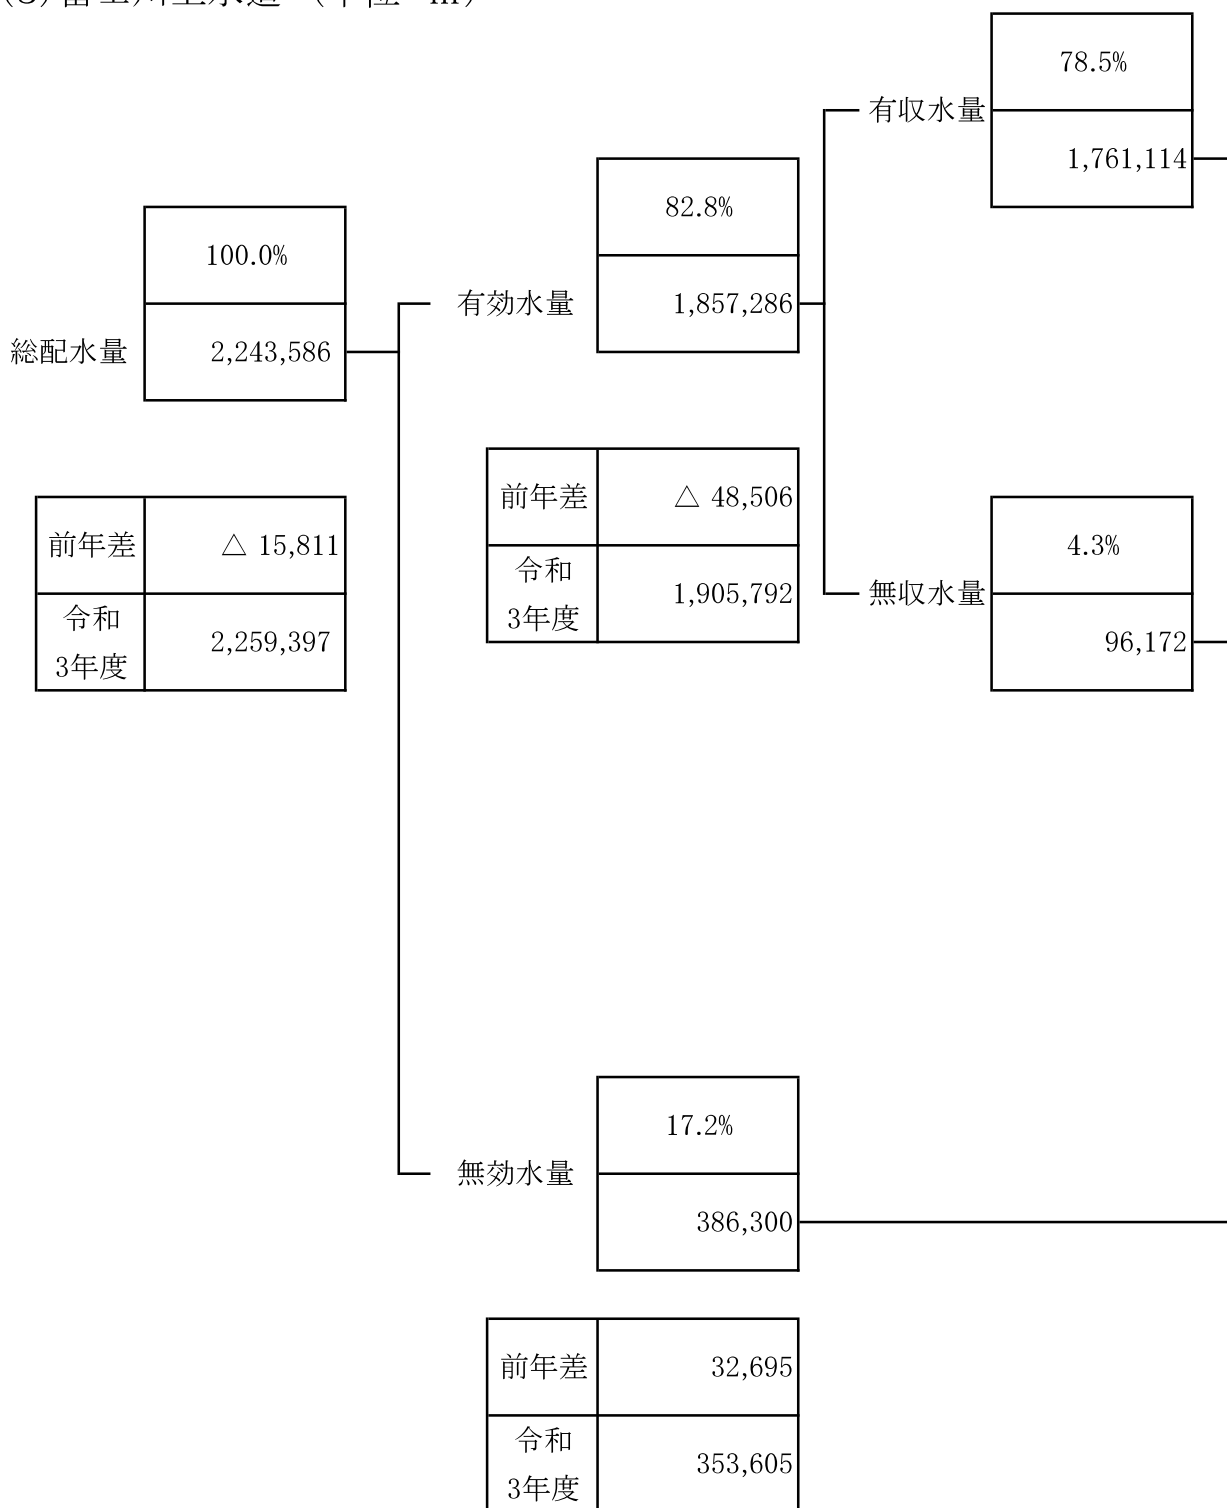 78.5%
有収水量
1,761,114
82.8%
有効水量
1,857,286
100.0%
総配水量
2,243,586
前年差
△ 48,506
令和
3年度
1,905,792
前年差
△ 15,811
令和
3年度
2,259,397
4.3%
無収水量
96,172
17.2%
無効水量
386,300
前年差
32,695
令和
3年度
353,605